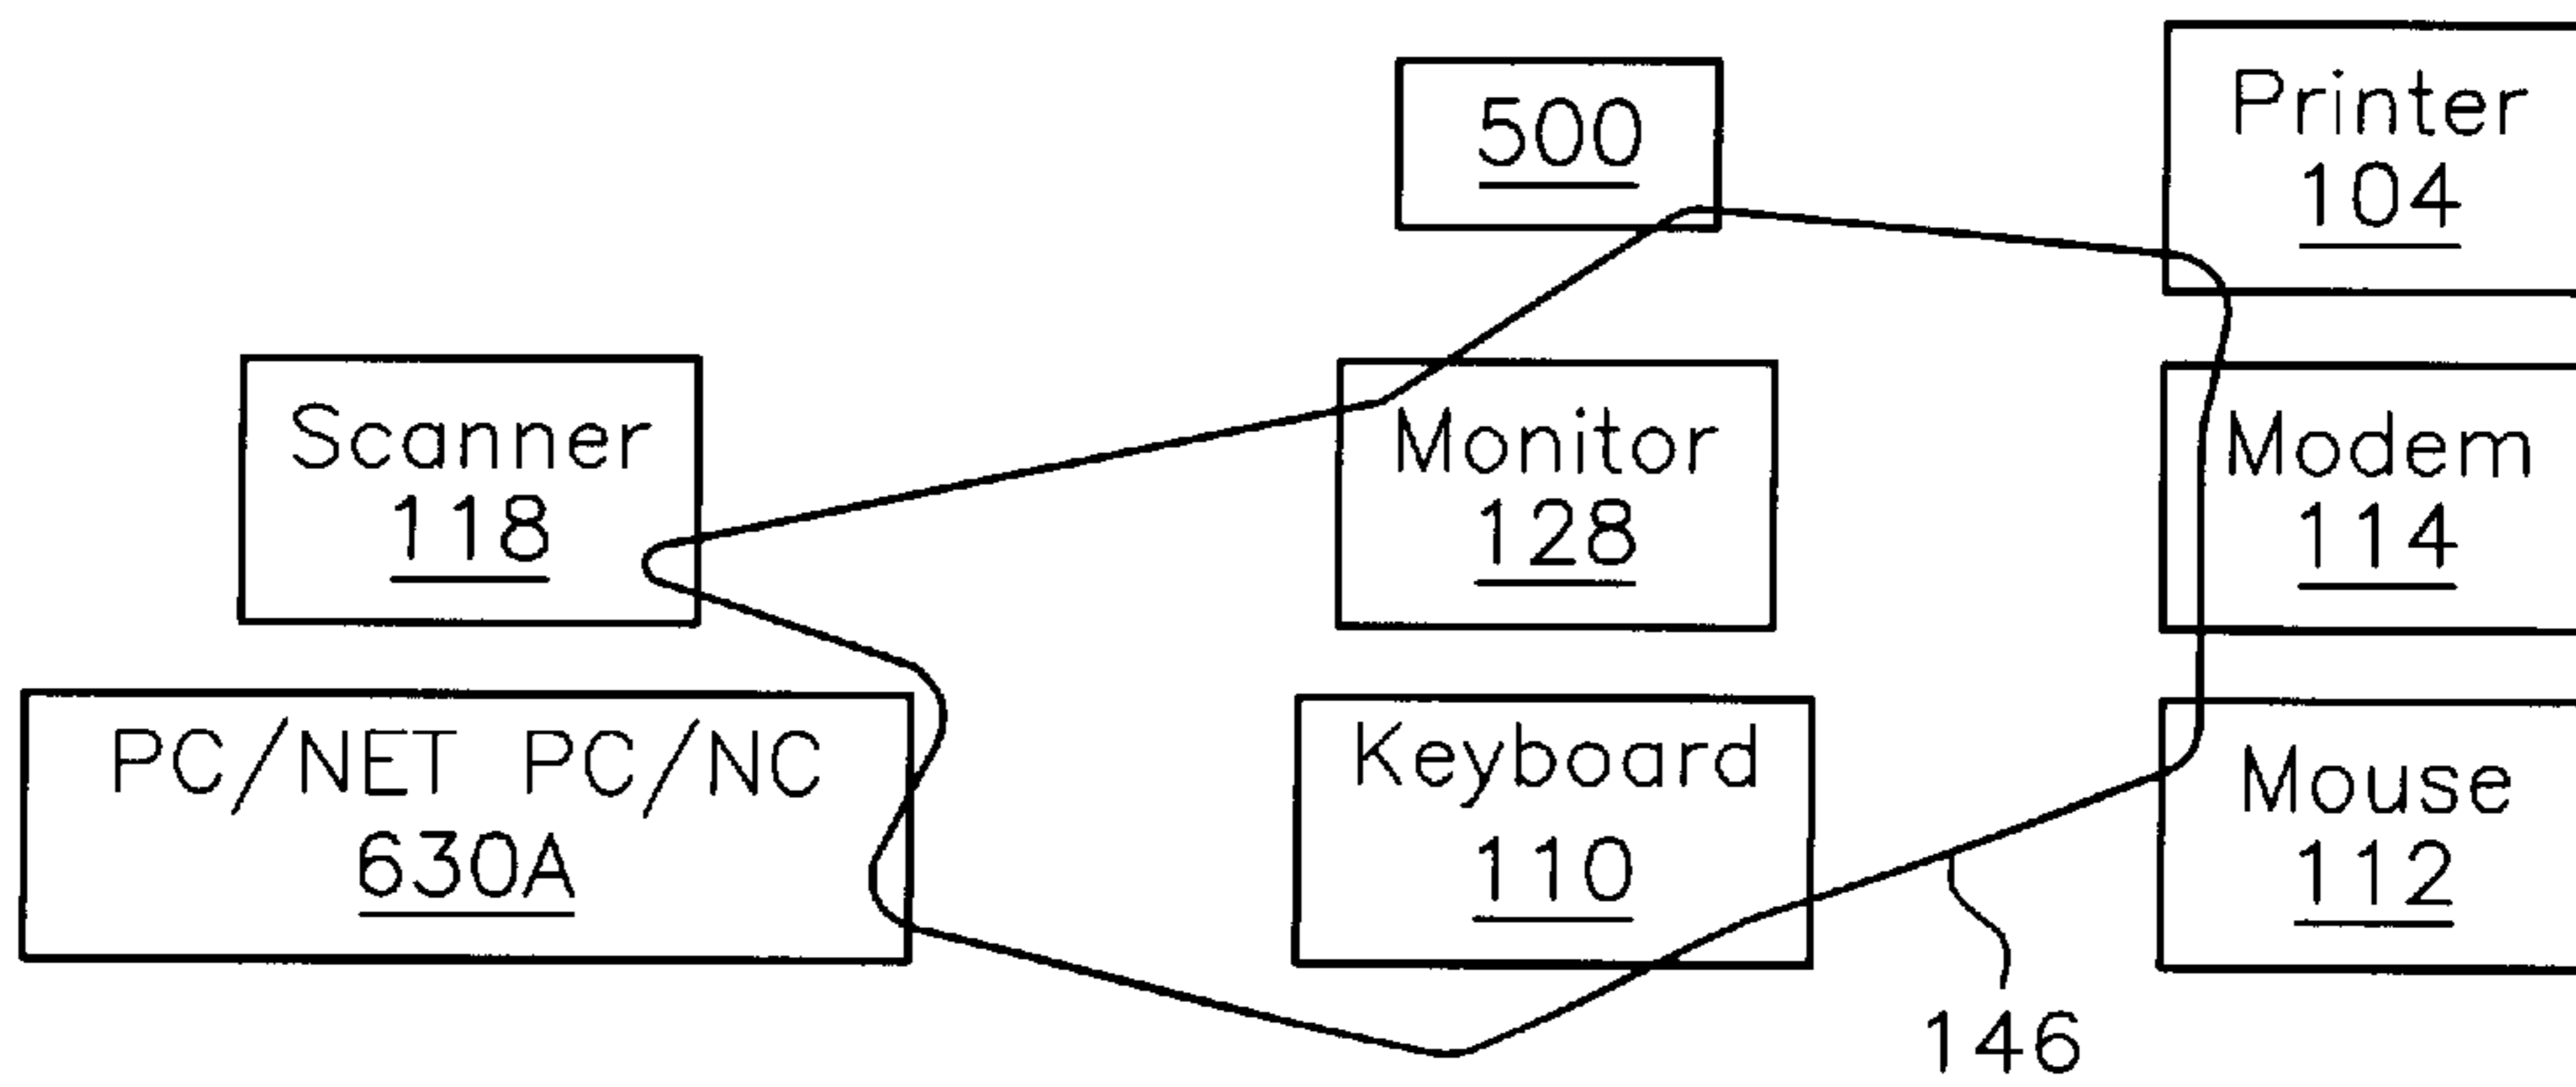 500
Printer
104
Scanner
118
Monitor
128
Modem
114
PC/NET PC/NC
630A
Keyboard
110
Mouse
112
146